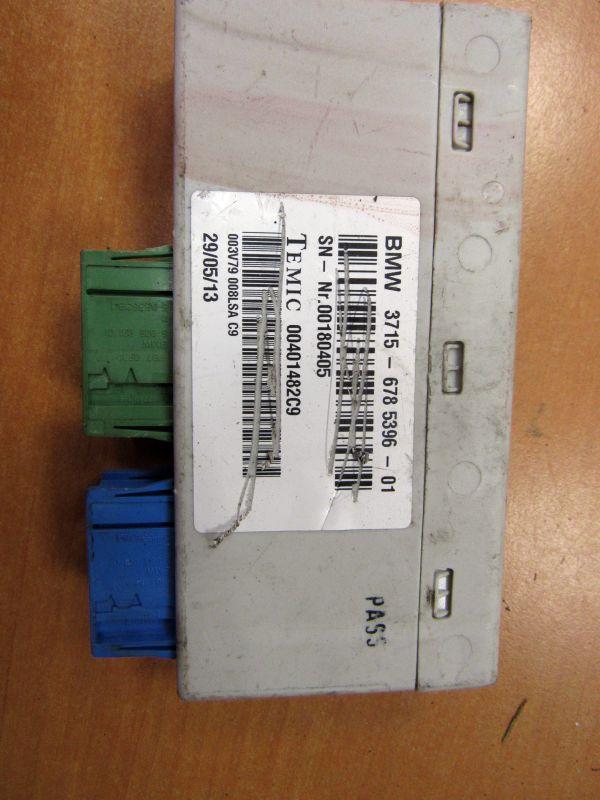 BMW 3715 - 678 5396 - 01
SN - Nr.00180405
TEMIC 00401482C9
003V79 008LSA C9
29/05/13
PASS